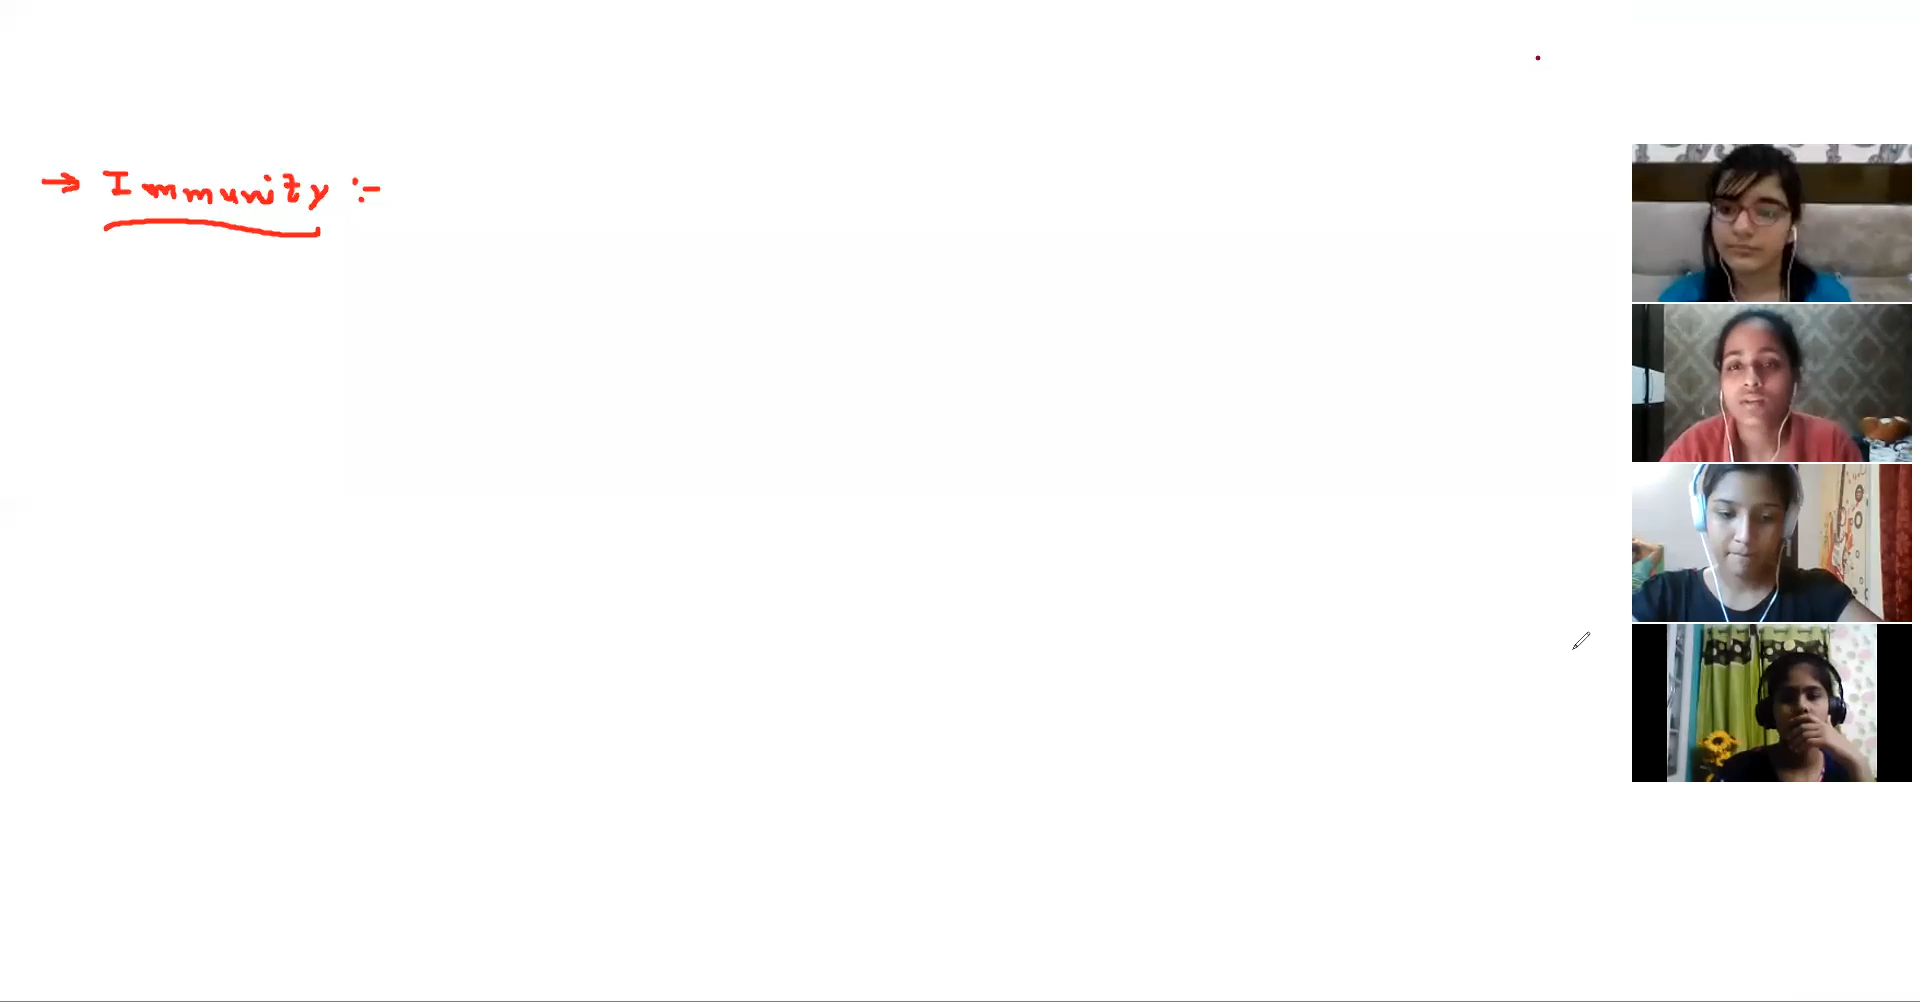 → Immunity :-